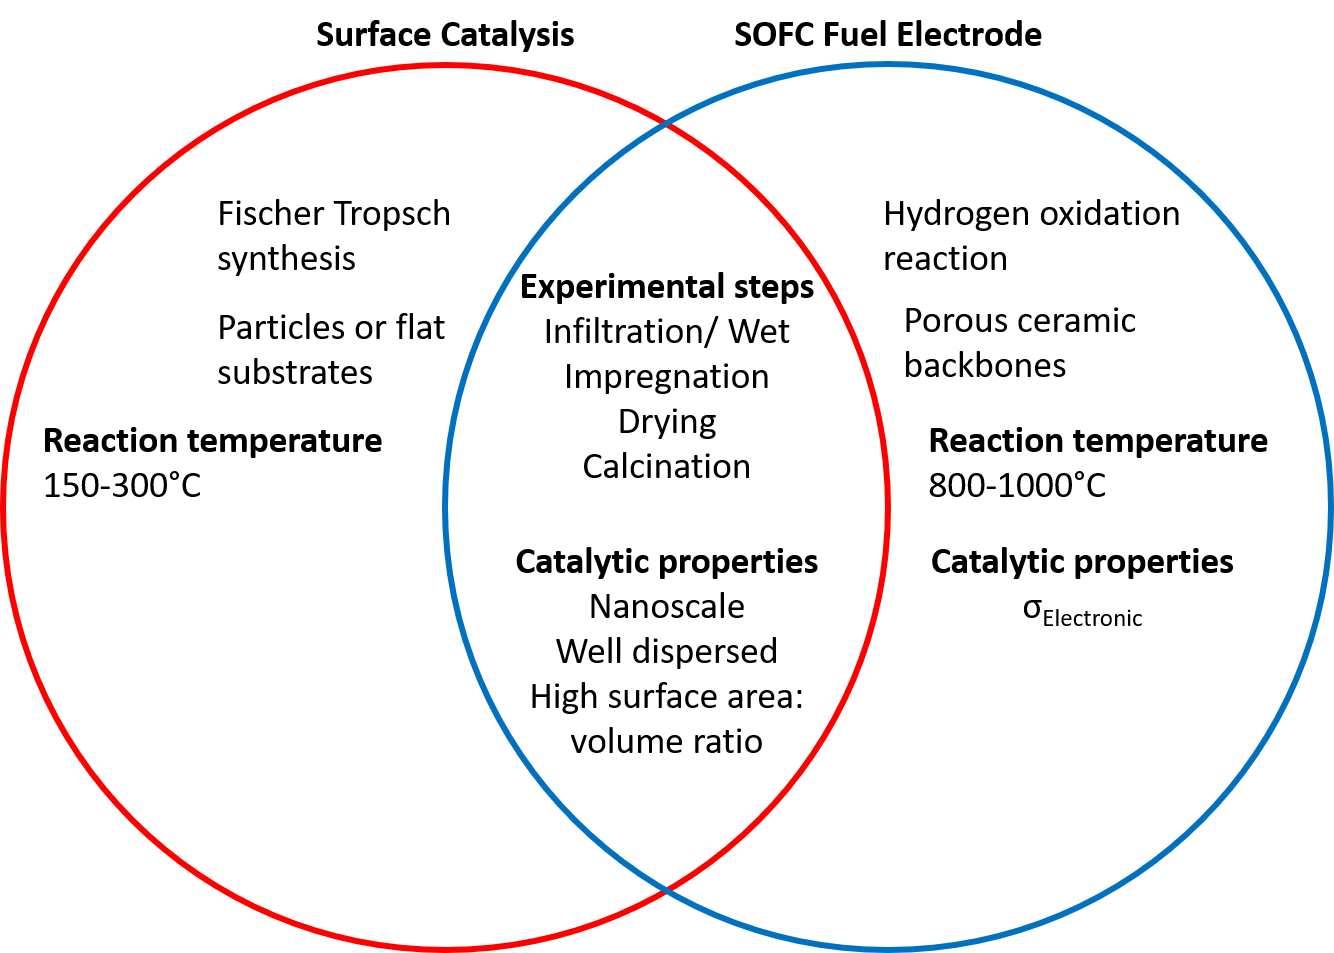 Surface Catalysis
SOFC Fuel Electrode
Fischer Tropsch
synthesis
Particles or flat
substrates
Reaction temperature
150-300°C
Experimental steps
Infiltration/ Wet
Impregnation
Drying
Calcination
Catalytic properties
Nanoscale
Well dispersed
High surface area:
volume ratio
Hydrogen oxidation
reaction
Porous ceramic
backbones
Reaction temperature
800-1000°C
Catalytic properties
σElectronic